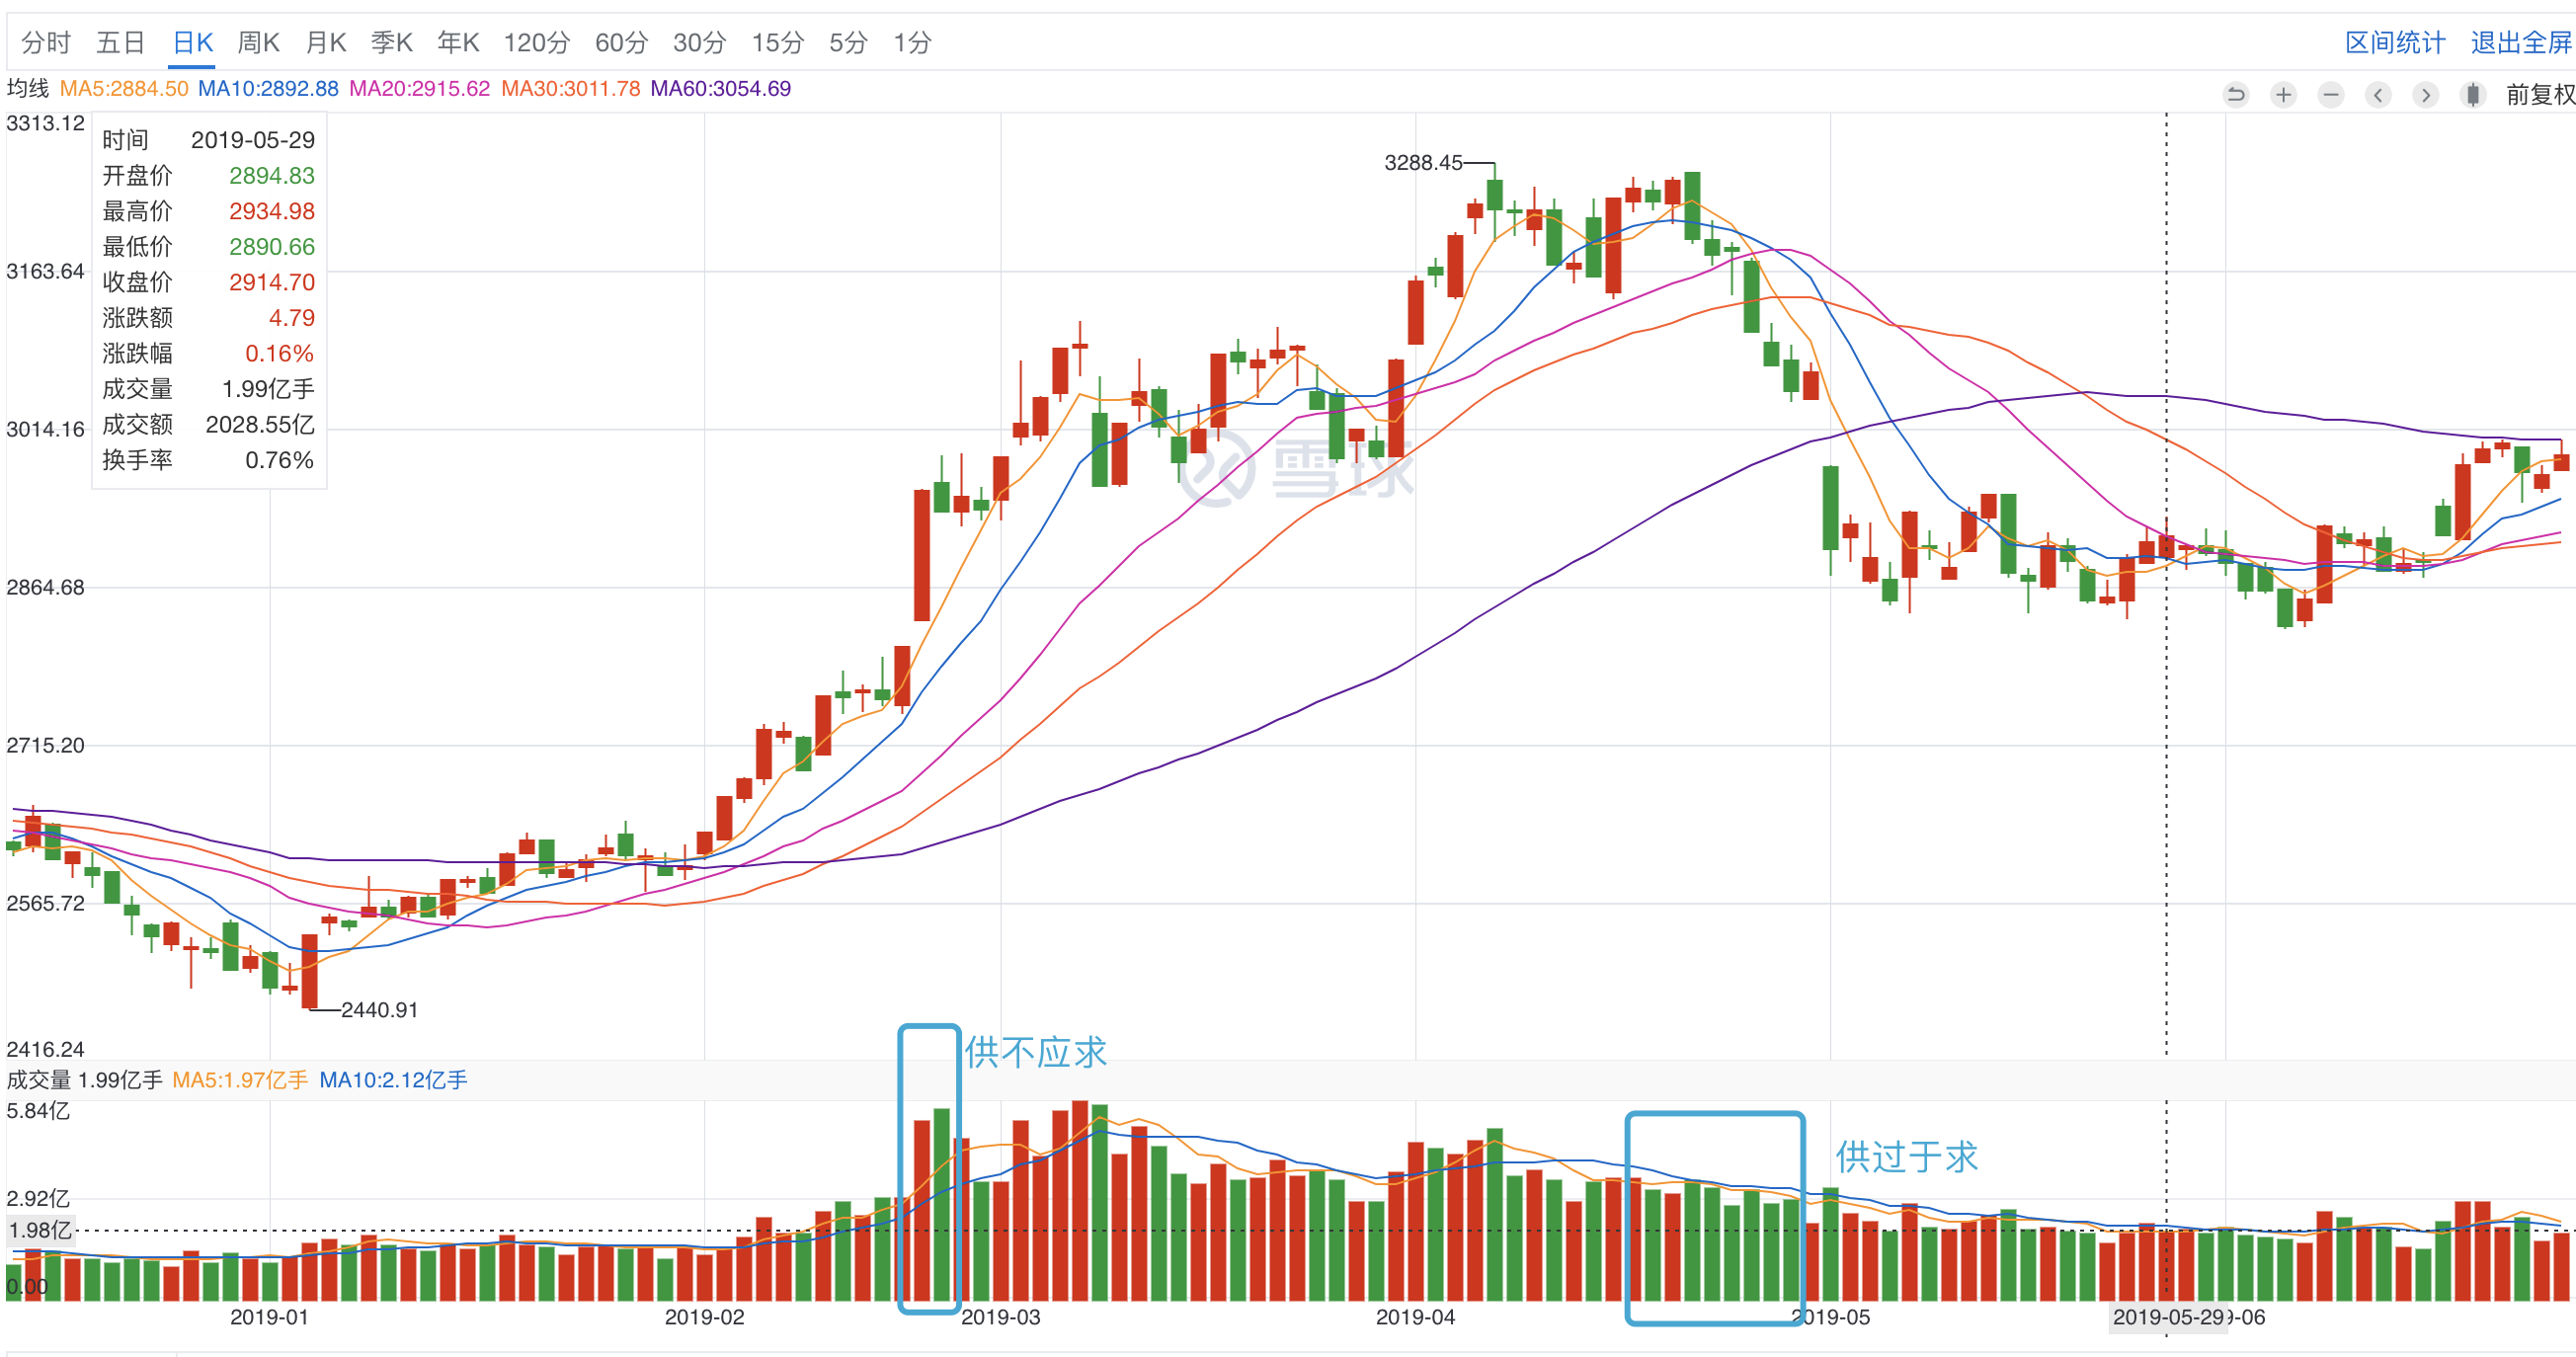 分时 五日 日K 周K 月K 季K 年K 120分 60分 30分 15分 5分 1分 区间统计 退出全屏
均线 MA5:2884.50 MA10:2892.88 MA20:2915.62 MA30:3011.78 MA60:3054.69
前复权
3313.12
时间 2019-05-29
开盘价 2894.83
最高价 2934.98
最低价 2890.66
收盘价 2914.70
涨跌额 4.79
涨跌幅 0.16%
成交量 1.99亿手
成交额 2028.55亿
换手率 0.76%
3288.45
3163.64
3014.16
雪球
2864.68
2715.20
2565.72
2440.91
2416.24
供不应求
成交量 1.99亿手 MA5:1.97亿手 MA10:2.12亿手
5.84亿
供过于求
2.92亿
1.98亿
0.00
2019-01 2019-02 2019-03 2019-04 2019-05 2019-05-29 9-06